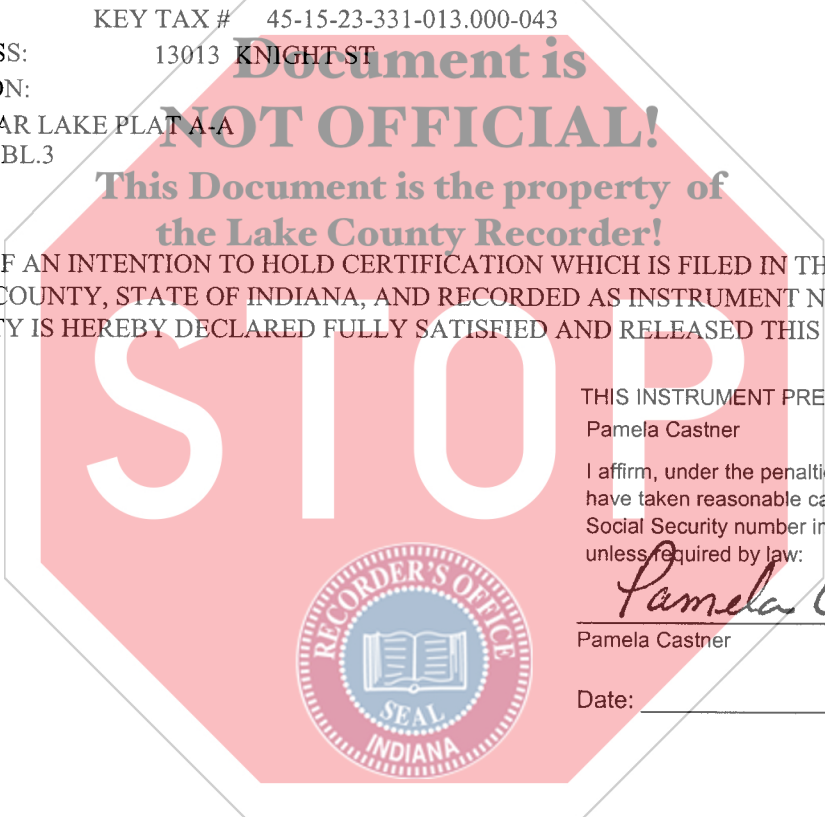 KEY TAX # 45-15-23-331-013.000-043
SS: 13013 KNIGHT ST
ON:
AR LAKE PLAT A-A
BL.3
Document is
NOT OFFICIAL!
This Document is the property of
the Lake County Recorder!
F AN INTENTION TO HOLD CERTIFICATION WHICH IS FILED IN TH
COUNTY, STATE OF INDIANA, AND RECORDED AS INSTRUMENT N
TY IS HEREBY DECLARED FULLY SATISFIED AND RELEASED THIS
STOP
THIS INSTRUMENT PRE
Pamela Castner
I affirm, under the penalti
have taken reasonable ca
Social Security number in
unless required by law:
Pamela C
Pamela Castner
Date:
RECORDER'S OFFICE
SEAL
INDIANA